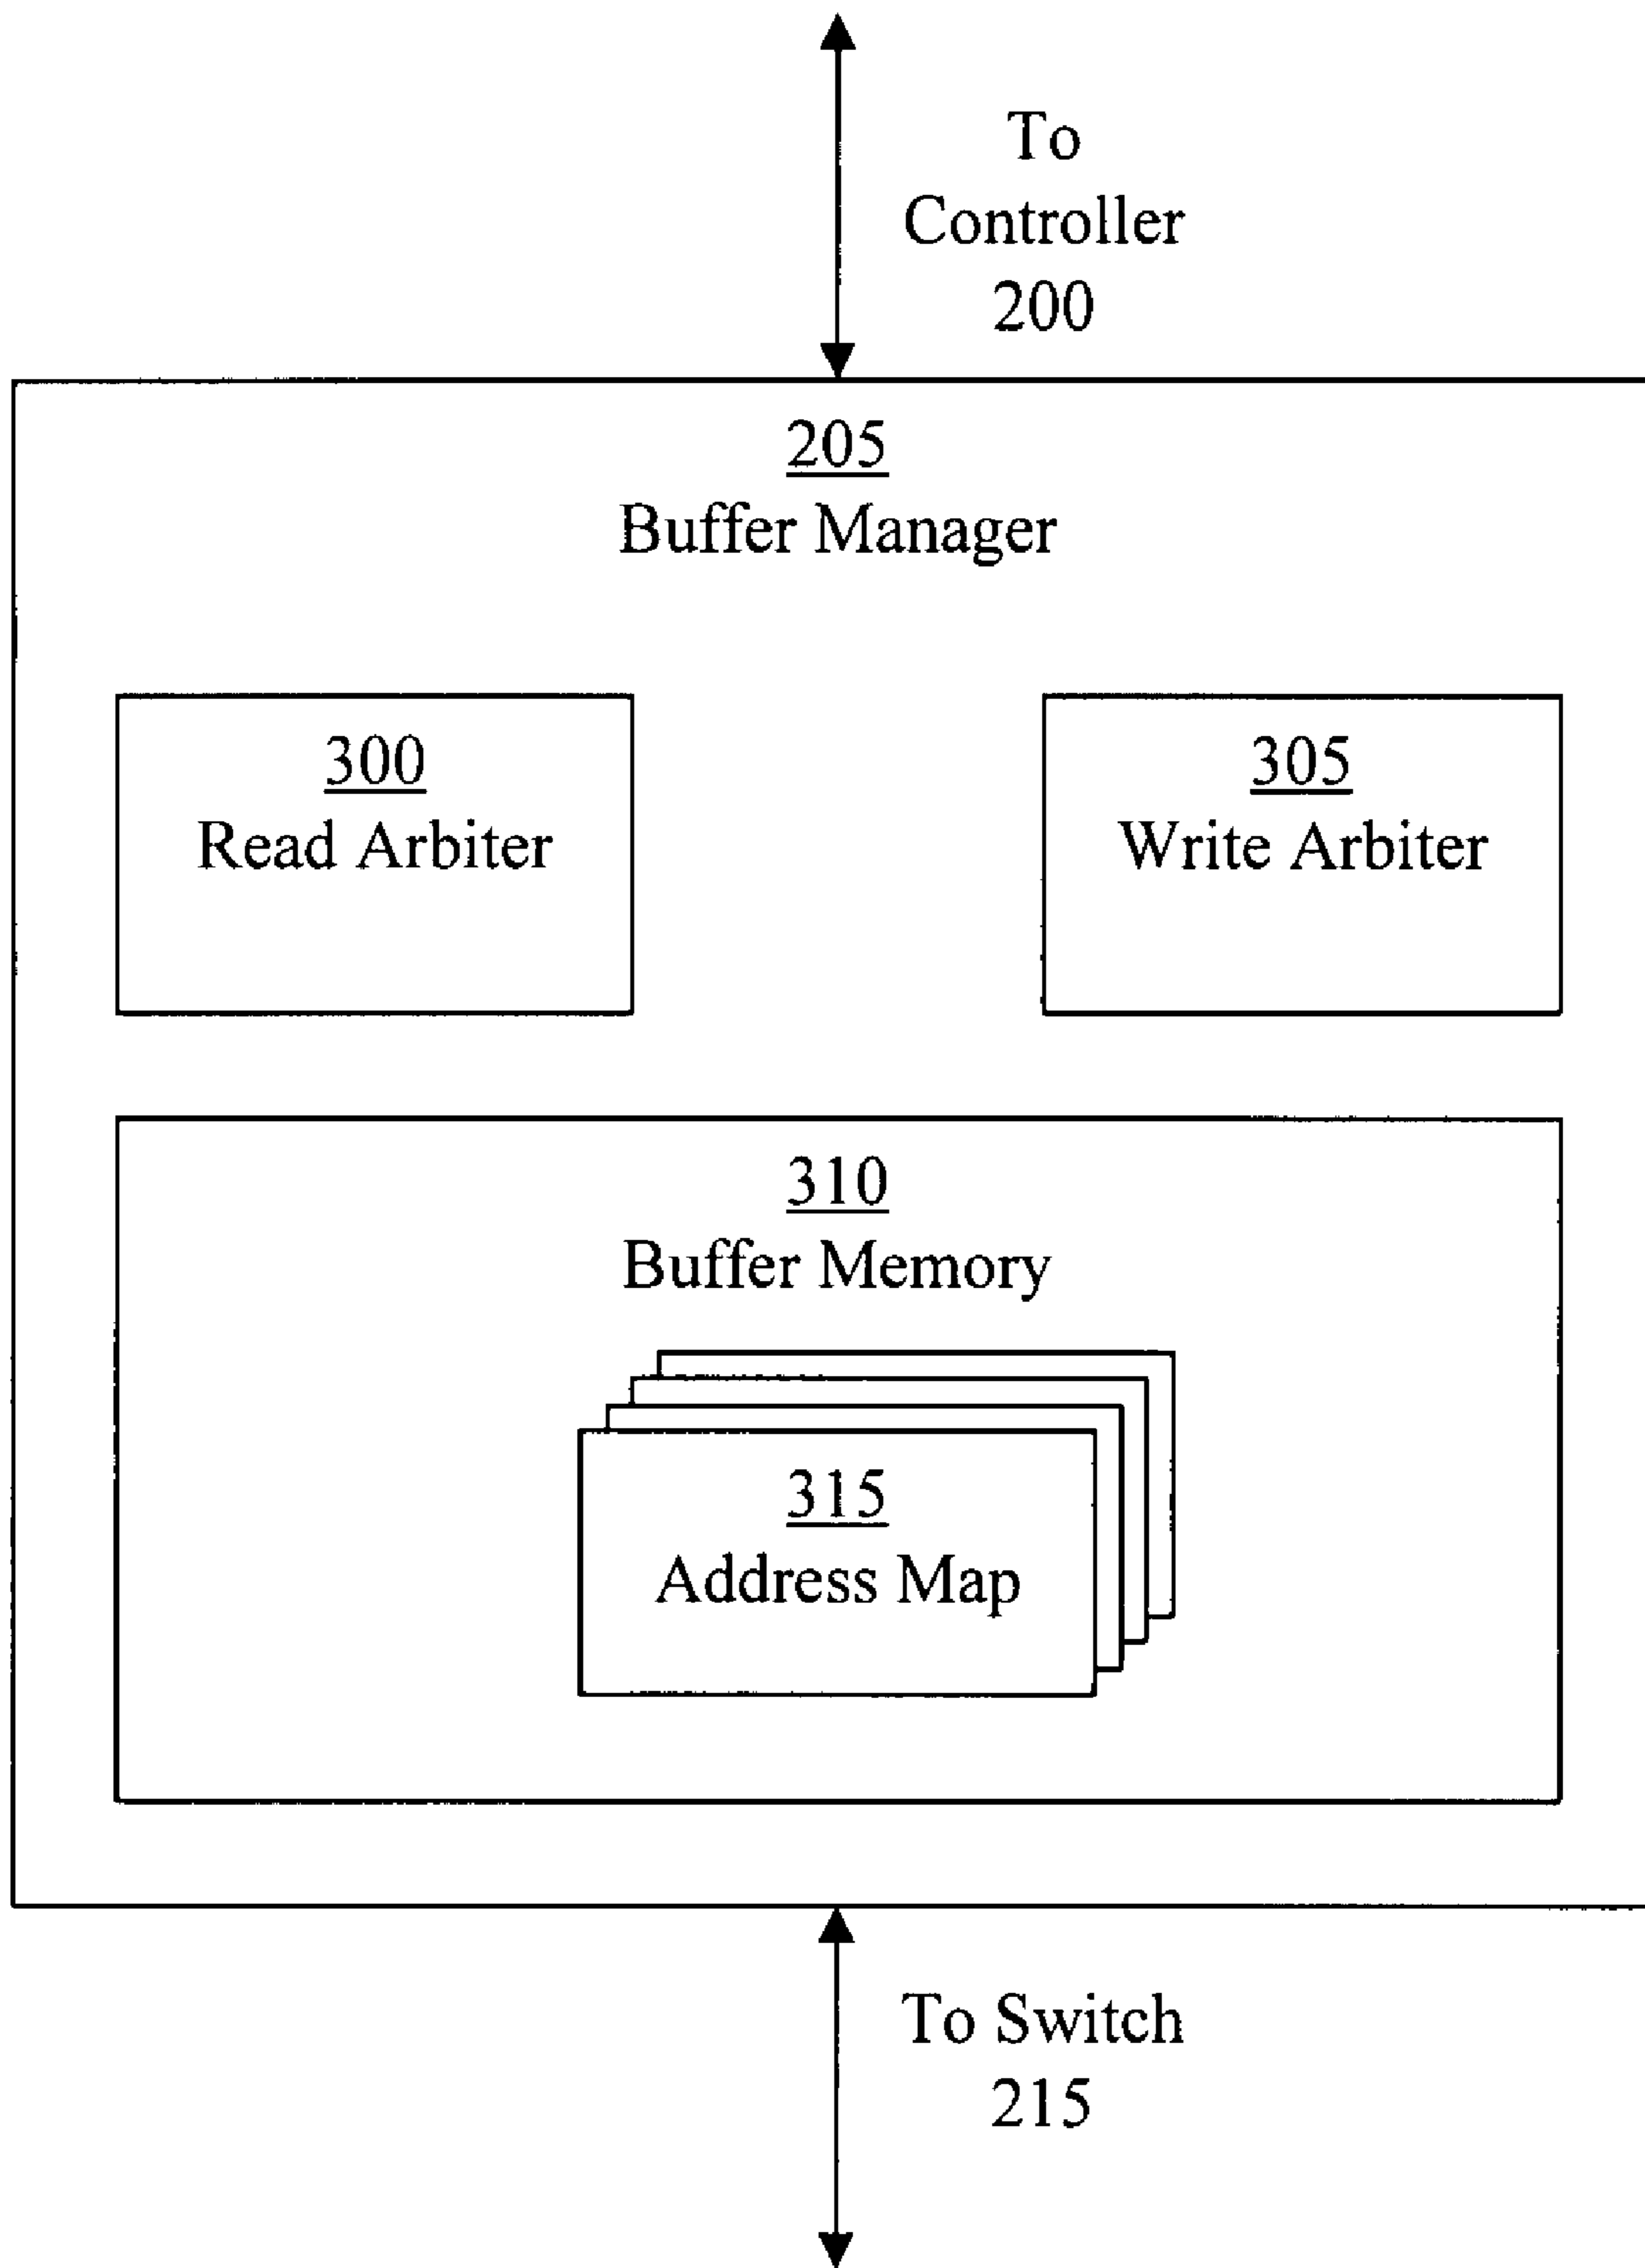 To
Controller
200
205
Buffer Manager
300
Read Arbiter
305
Write Arbiter
310
Buffer Memory
315
Address Map
To Switch
215